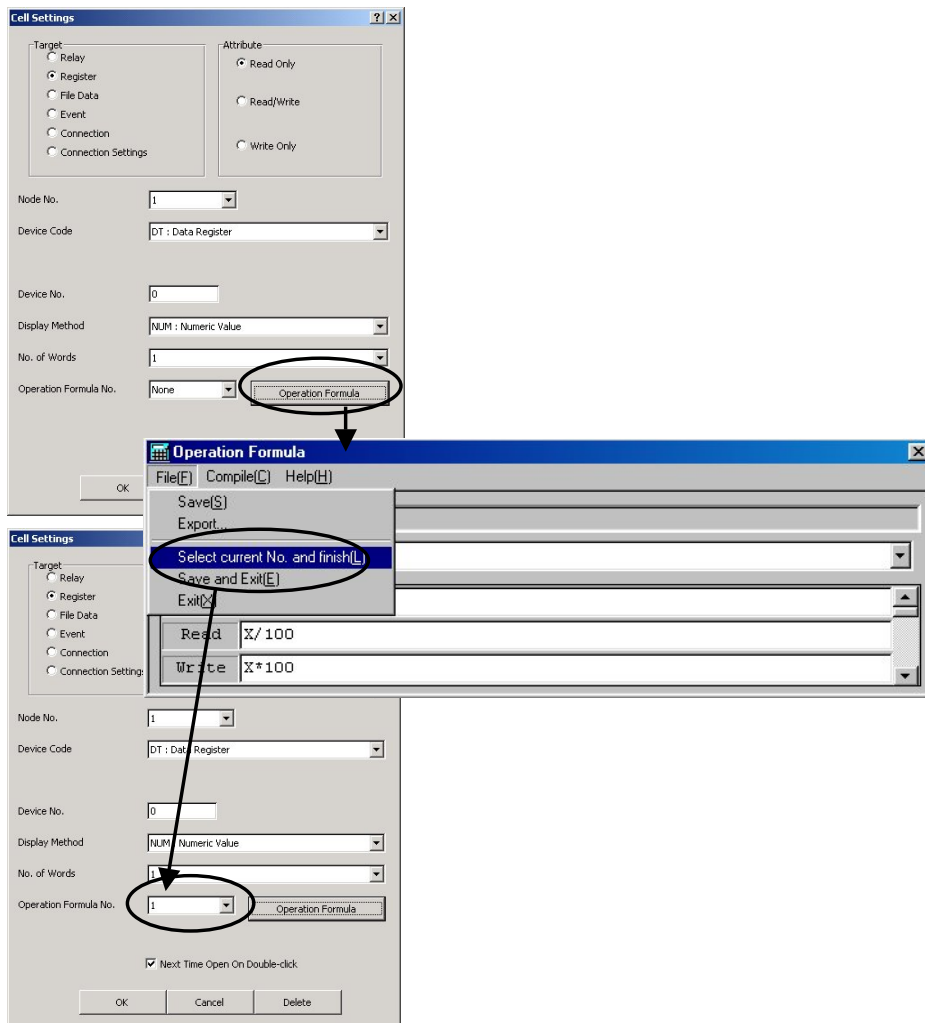 Cell Settings
Target
Relay
Register
File Data
Event
Connection
Connection Settings
Attribute
Read Only
Read/Write
Write Only
Node No. 1
Device Code DT : Data Register
Device No. 0
Display Method NUM : Numeric Value
No. of Words 1
Operation Formula No. None Operation Formula
OK
Operation Formula
File(F) Compile(C) Help(H)
Save(S)
Export...
Select current No. and finish(L)
Save and Exit(E)
Exit(X)
Read X/100
Write X*100
Cell Settings
Target
Relay
Register
File Data
Event
Connection
Connection Setting
Node No. 1
Device Code DT : Data Register
Device No. 0
Display Method NUM : Numeric Value
No. of Words 1
Operation Formula No. 1 Operation Formula
Next Time Open On Double-click
OK Cancel Delete